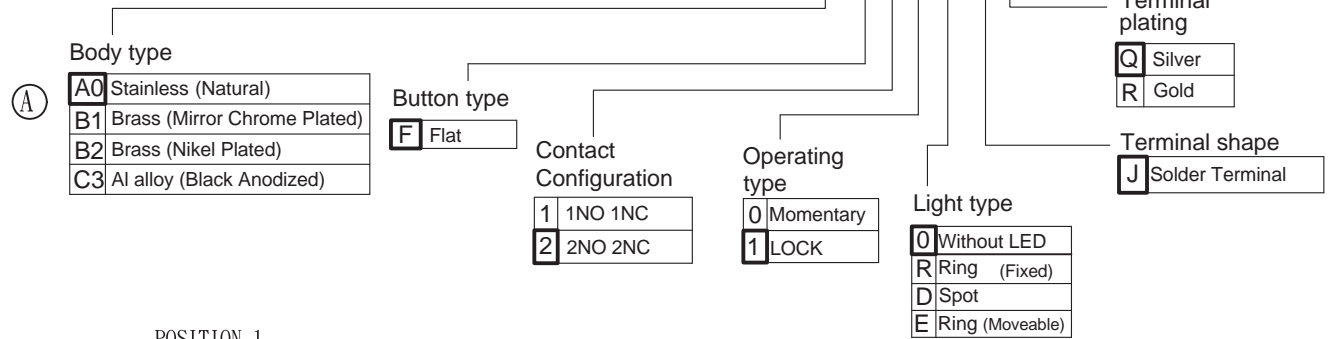 Terminal
plating
Q Silver
R Gold
Body type
A
A0 Stainless (Natural)
B1 Brass (Mirror Chrome Plated)
B2 Brass (Nikel Plated)
C3 Al alloy (Black Anodized)
Button type
F Flat
Contact
Configuration
1 1NO 1NC
2 2NO 2NC
Operating
type
0 Momentary
1 LOCK
Light type
0 Without LED
R Ring (Fixed)
D Spot
E Ring (Moveable)
Terminal shape
J Solder Terminal
POSITION 1